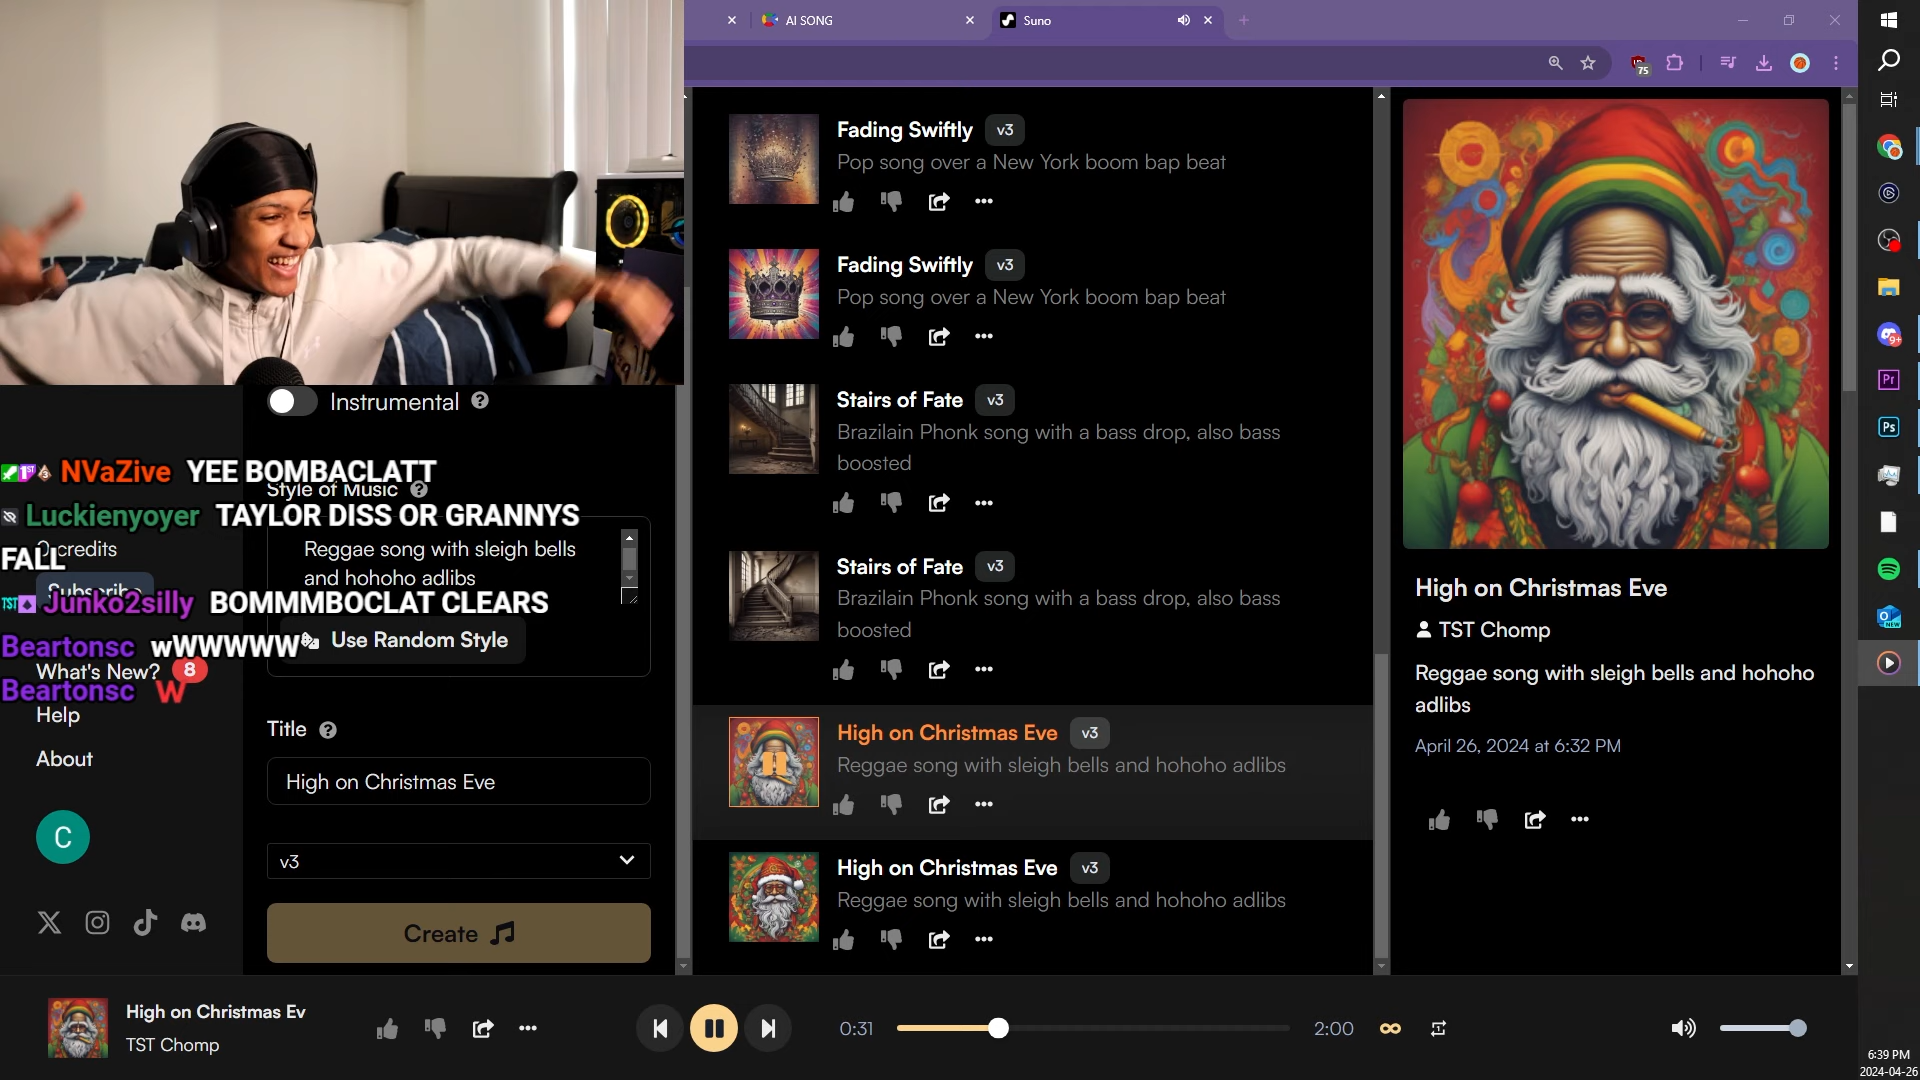 AI SONG
Suno
75
Fading Swiftly v3
Pop song over a New York boom bap beat
Fading Swiftly v3
Pop song over a New York boom bap beat
Stairs of Fate v3
Brazilain Phonk song with a bass drop, also bass
boosted
Stairs of Fate v3
Brazilain Phonk song with a bass drop, also bass
boosted
High on Christmas Eve v3
Reggae song with sleigh bells and hohoho adlibs
High on Christmas Eve v3
Reggae song with sleigh bells and hohoho adlibs
Instrumental
NVaZive YEE BOMBACLATT
Style of Music
Luckienyoyer TAYLOR DISS OR GRANNYS
FALL
0 credits
Subscribe
Reggae song with sleigh bells
and hohoho adlibs
TST Junko2silly BOMMMBOCLAT CLEARS
Beartonsc wWWWWW
Use Random Style
What's New? 8
Beartonsc W
Help
About
Title
High on Christmas Eve
C
v3
Create
High on Christmas Eve
TST Chomp
Reggae song with sleigh bells and hohoho
adlibs
April 26, 2024 at 6:32 PM
High on Christmas Ev
TST Chomp
0:31
2:00
9+
Pr
Ps
NEW
6:39 PM
2024-04-26